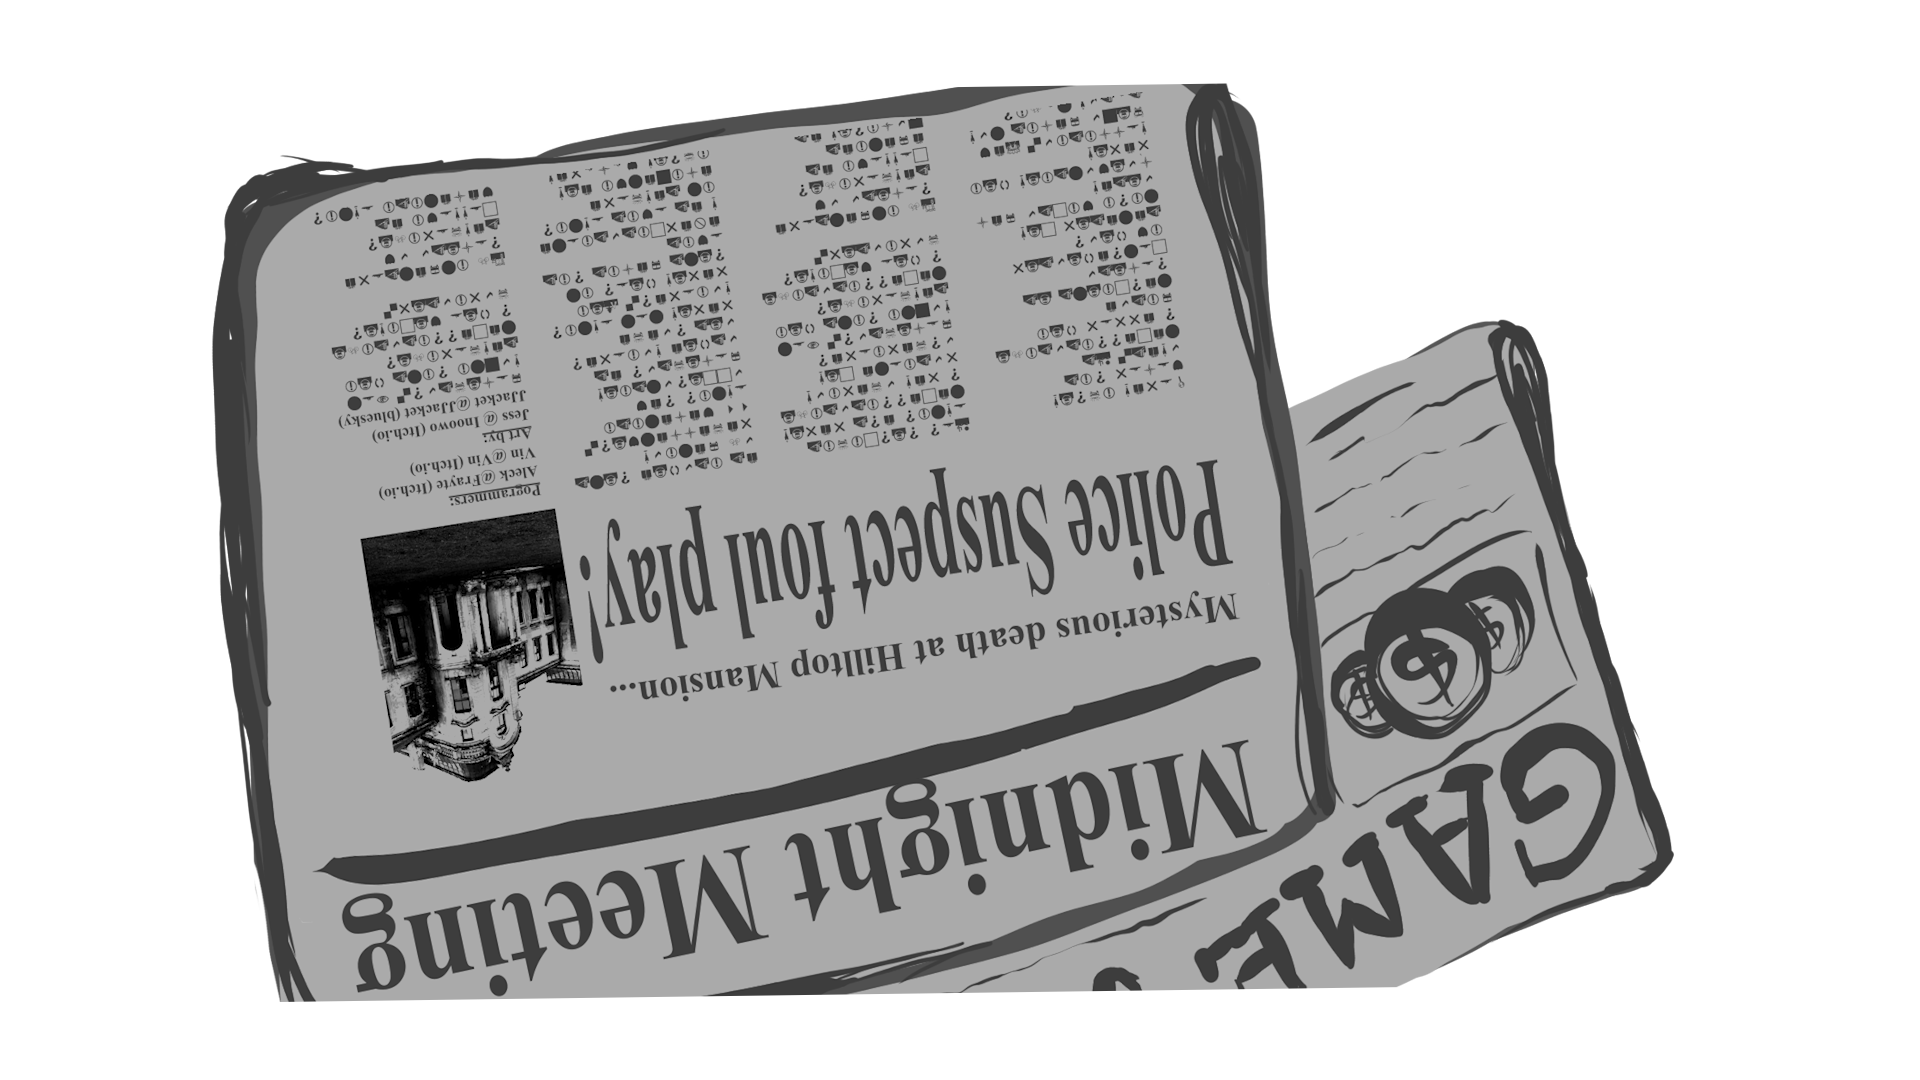 Midnight Meeting
Mysterious death at Hilltop Mansion...
Police Suspect foul play!
Pogrammers:
Aleck @Frayte (Itch.io)
Vin @Vin (Itch.io)
Art by:
Jess @ Inoowo (Itch.io)
JJacket @JJacket (bluesky)
GAME
$
$
$